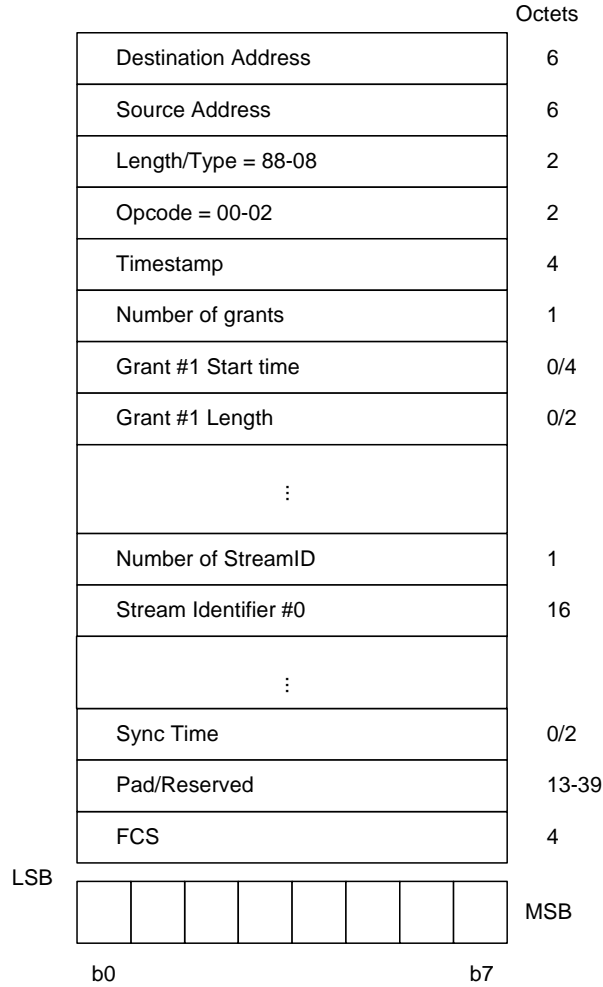 Octets
Destination Address 6
Source Address 6
Length/Type = 88-08 2
Opcode = 00-02 2
Timestamp 4
Number of grants 1
Grant #1 Start time 0/4
Grant #1 Length 0/2
...
Number of StreamID 1
Stream Identifier #0 16
...
Sync Time 0/2
Pad/Reserved 13-39
FCS 4
LSB
MSB
b0 b7